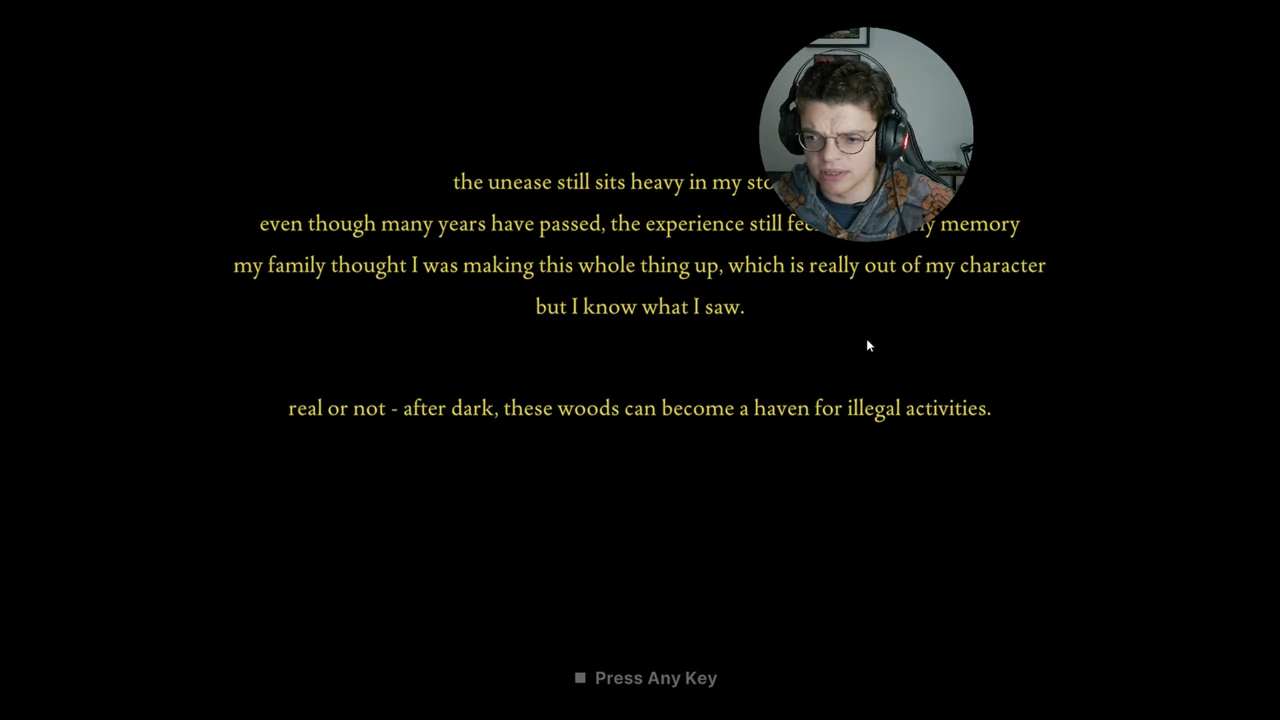 the unease still sits heavy in my
even though many years have passed, the experience still memory
my family thought I was making this whole thing up, which is really out of my character
but I know what I saw.
real or not - after dark, these woods can become a haven for illegal activities.
Press Any Key